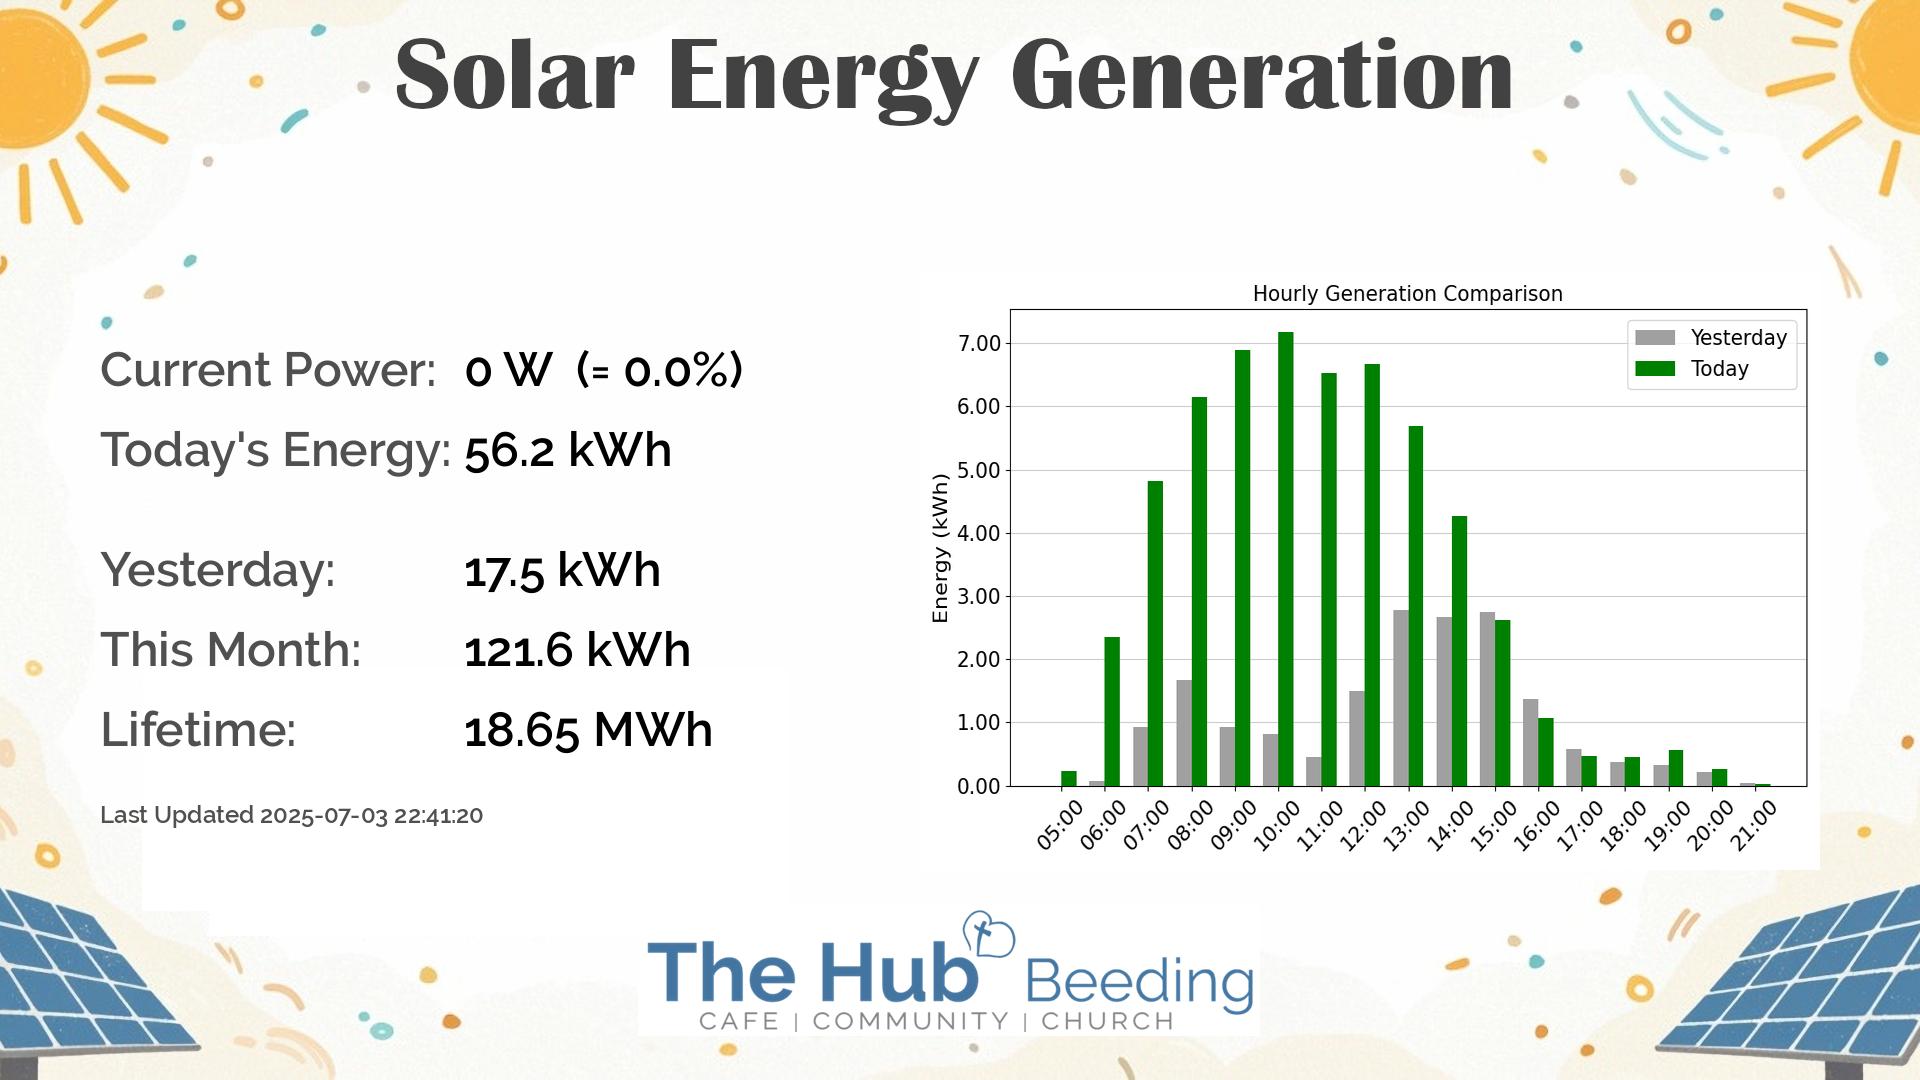 Solar Energy Generation
Current Power: 0 W (= 0.0%)
Today's Energy: 56.2 kWh
Yesterday: 17.5 kWh
This Month: 121.6 kWh
Lifetime: 18.65 MWh
Last Updated 2025-07-03 22:41:20
Hourly Generation Comparison
Yesterday
Today
Energy (kWh)
7.00
6.00
5.00
4.00
3.00
2.00
1.00
0.00
05:00 06:00 07:00 08:00 09:00 10:00 11:00 12:00 13:00 14:00 15:00 16:00 17:00 18:00 19:00 20:00 21:00
The Hub Beeding
CAFE | COMMUNITY | CHURCH